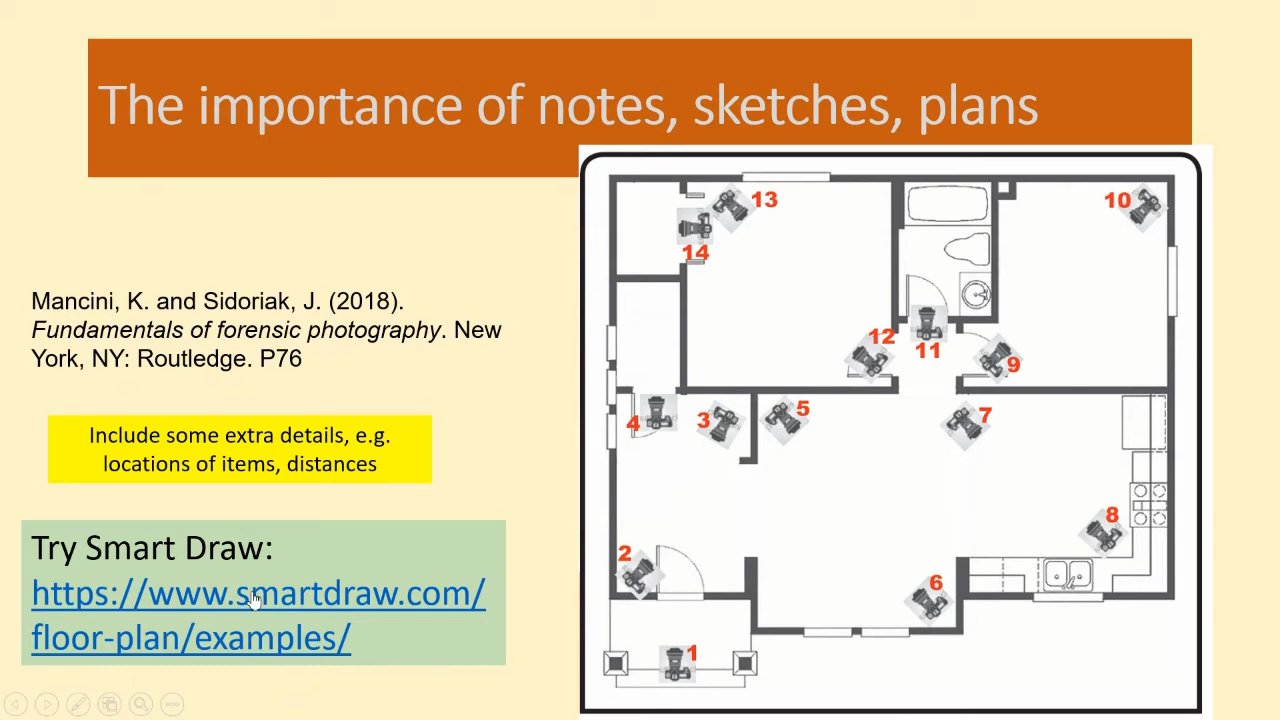 The importance of notes, sketches, plans
Mancini, K. and Sidoriak, J. (2018).
Fundamentals of forensic photography. New
York, NY: Routledge. P76
Include some extra details, e.g.
locations of items, distances
Try Smart Draw:
https://www.smartdraw.com/
floor-plan/examples/
13
10
14
12
11
9
4
3
5
7
8
2
6
1